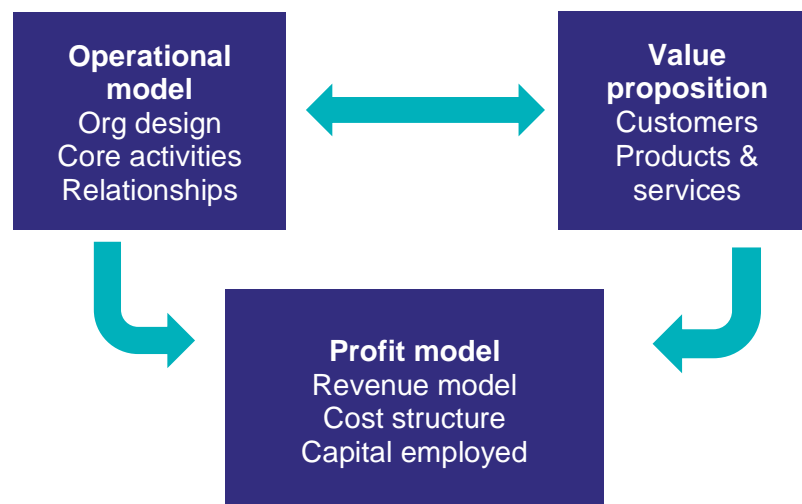 Operational
model
Org design
Core activities
Relationships
Value
proposition
Customers
Products &
services
Profit model
Revenue model
Cost structure
Capital employed